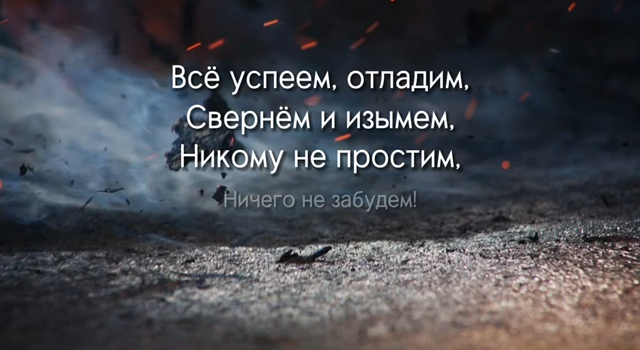 Всё успеем, отладим,
Свернём и изымем,
Никому не простим,
Ничего не забудем!